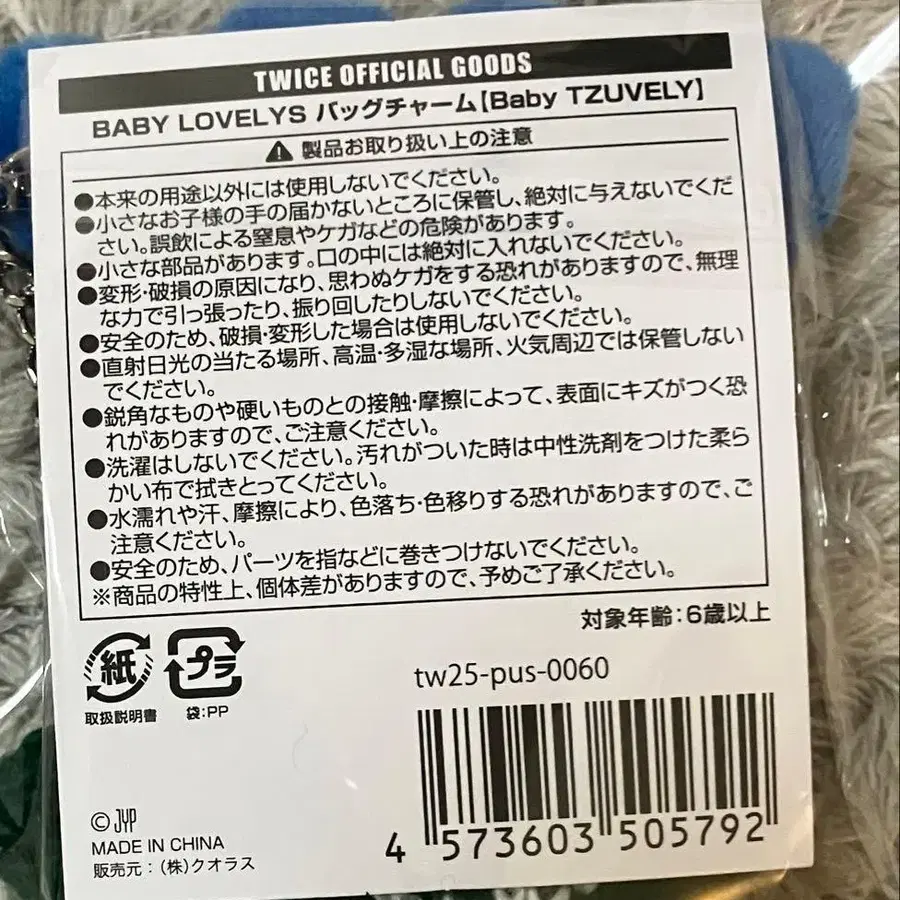 TWICE OFFICIAL GOODS
BABY LOVELYS バッグチャーム【Baby TZUVELY】
製品お取り扱い上の注意
●本来の用途以外には使用しないでください。
●小さなお子様の手の届かないところに保管し、絶対に与えないでくだ
さい。誤飲による窒息やケガなどの危険があります。
●小さな部品があります。口の中には絶対に入れないでください。
●変形・破損の原因になり、思わぬケガをする恐れがありますので、無理
な力で引っ張ったり、振り回したりしないでください。
●安全のため、破損・変形した場合は使用しないでください。
●直射日光の当たる場所、高温・多湿な場所、火気周辺では保管しない
でください。
●鋭角なものや硬いものとの接触・摩擦によって、表面にキズがつく恐
れがありますので、ご注意ください。
●洗濯はしないでください。汚れがついた時は中性洗剤をつけた柔ら
かい布で拭きとってください。
●水濡れや汗、摩擦により、色落ち・色移りする恐れがありますので、ご
注意ください。
●安全のため、パーツを指などに巻きつけないでください。
※商品の特性上、個体差がありますので、予めご了承ください。
対象年齢:6歳以上
紙 プラ
取扱説明書 袋:PP
tw25-pus-0060
© JYP
MADE IN CHINA
販売元:(株)クオラス
4 573603 505792